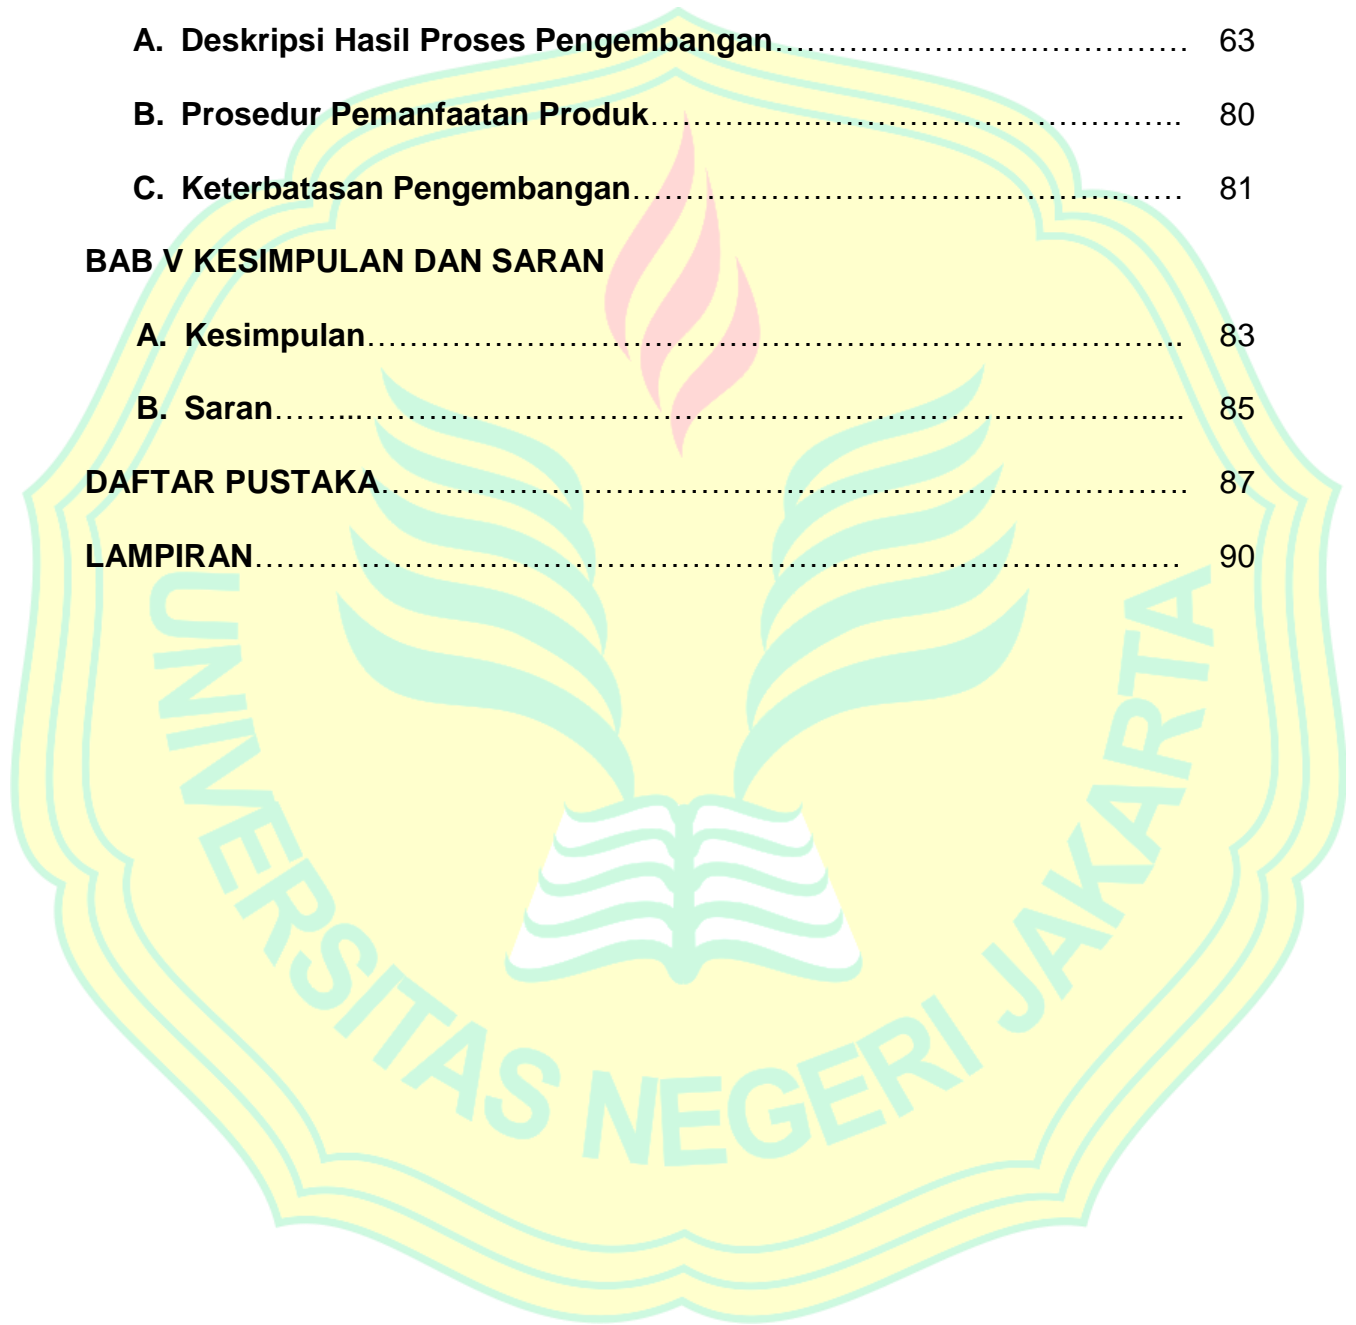 A. Deskripsi Hasil Proses Pengembangan………………………………… 63
B. Prosedur Pemanfaatan Produk…..…...…………………………….. 80
C. Keterbatasan Pengembangan…………………………………………… 81
BAB V KESIMPULAN DAN SARAN
A. Kesimpulan………………………………………………………………….. 83
B. Saran……...……………………………………………………………...... 85
DAFTAR PUSTAKA………………………………………………………………… 87
LAMPIRAN…………………………………………………………………………… 90
UNIVERSITAS NEGERI JAKARTA